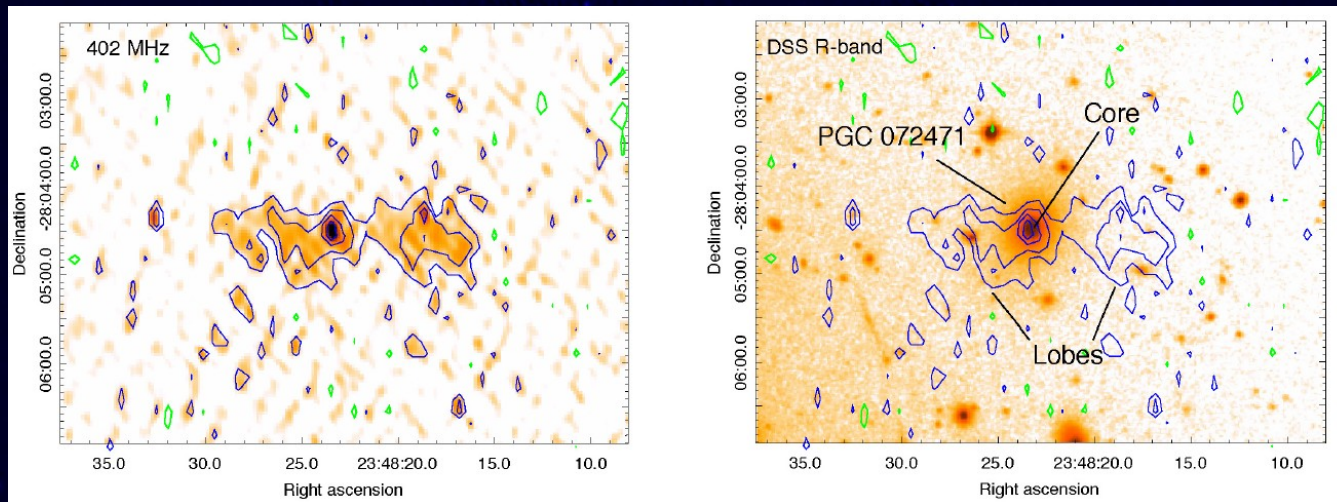 402 MHz
03:00.0
-28:04:00.0
05:00.0
06:00.0
Declination
35.0 30.0 25.0 23:48:20.0 15.0 10.0
Right ascension
DSS R-band
Core
PGC 072471
Lobes
03:00.0
-28:04:00.0
05:00.0
06:00.0
Declination
35.0 30.0 25.0 23:48:20.0 15.0 10.0
Right ascension